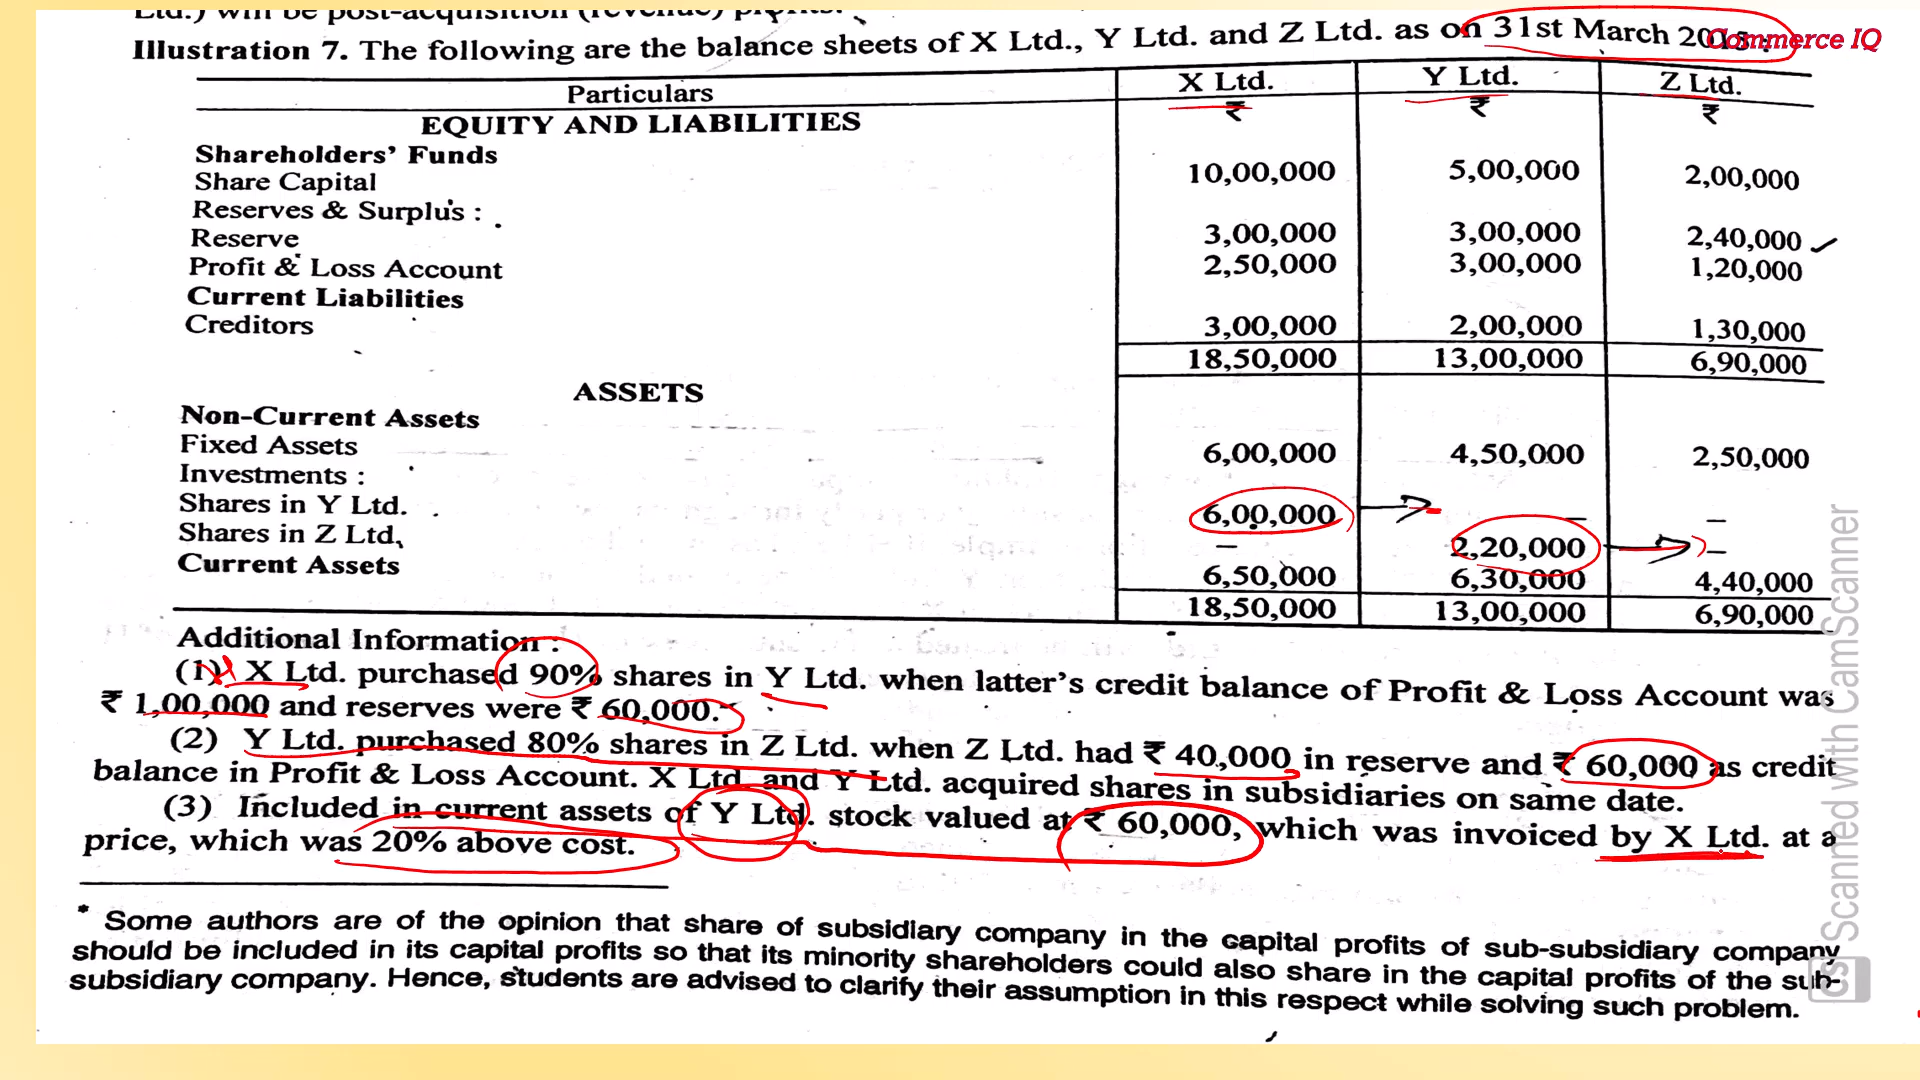 Ltd.) will be post-acquisition (revenue) profits.
Illustration 7. The following are the balance sheets of X Ltd., Y Ltd. and Z Ltd. as on 31st March
Commerce IQ
Particulars X Ltd. Y Ltd. Z Ltd.
₹ ₹ ₹
EQUITY AND LIABILITIES
Shareholders' Funds
Share Capital 10,00,000 5,00,000 2,00,000
Reserves & Surplus :
Reserve 3,00,000 3,00,000 2,40,000
Profit & Loss Account 2,50,000 3,00,000 1,20,000
Current Liabilities
Creditors 3,00,000 2,00,000 1,30,000
18,50,000 13,00,000 6,90,000
ASSETS
Non-Current Assets
Fixed Assets 6,00,000 4,50,000 2,50,000
Investments :
Shares in Y Ltd. 6,00,000 – –
Shares in Z Ltd. – 2,20,000 –
Current Assets 6,50,000 6,30,000 4,40,000
18,50,000 13,00,000 6,90,000
Additional Information :
(1) X Ltd. purchased 90% shares in Y Ltd. when latter's credit balance of Profit & Loss Account was
₹ 1,00,000 and reserves were ₹ 60,000.
(2) Y Ltd. purchased 80% shares in Z Ltd. when Z Ltd. had ₹ 40,000 in reserve and ₹ 60,000 as credit
balance in Profit & Loss Account. X Ltd. and Y Ltd. acquired shares in subsidiaries on same date.
(3) Included in current assets of Y Ltd. stock valued at ₹ 60,000, which was invoiced by X Ltd. at a
price, which was 20% above cost.
* Some authors are of the opinion that share of subsidiary company in the capital profits of sub-subsidiary company
should be included in its capital profits so that its minority shareholders could also share in the capital profits of the sub-
subsidiary company. Hence, students are advised to clarify their assumption in this respect while solving such problem.
CS Scanned with CamScanner